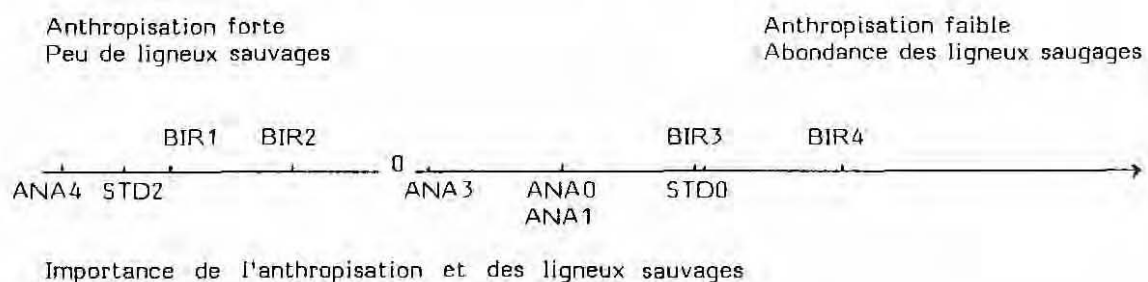 Anthropisation forte
Peu de ligneux sauvages
Anthropisation faible
Abondance des ligneux saugages
BIR1 BIR2 BIR3 BIR4
0
ANA4 STD2 ANA3 ANA0 STD0
ANA1
Importance de l'anthropisation et des ligneux sauvages